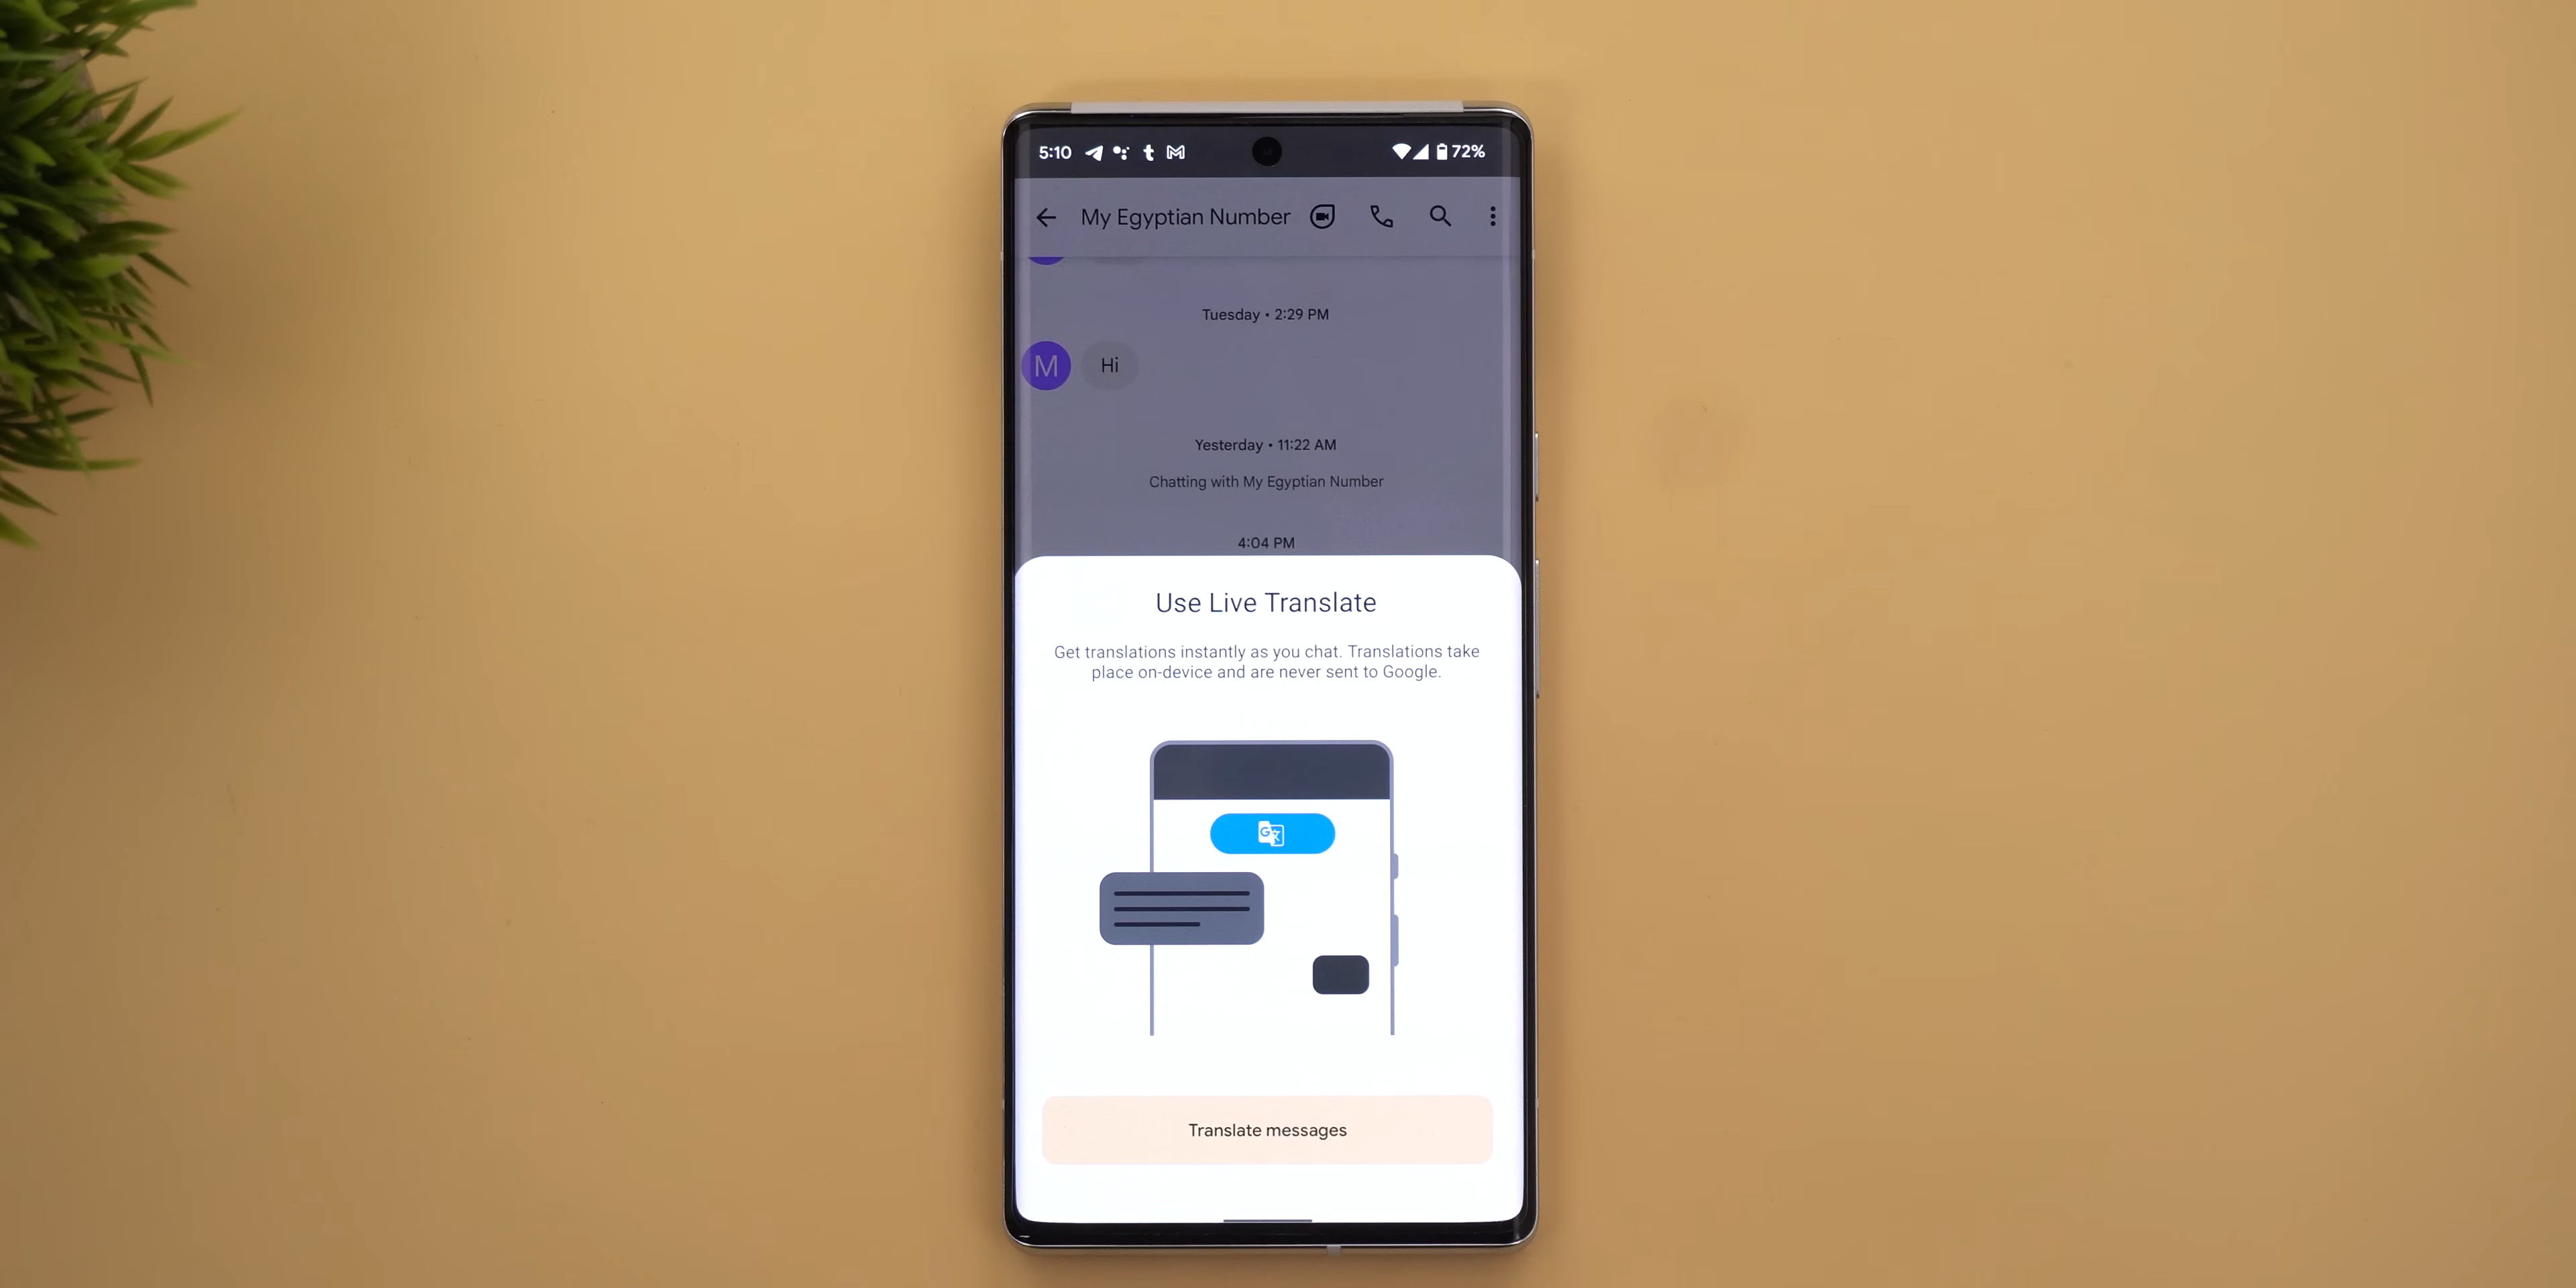 5:10 72%
My Egyptian Number
Tuesday • 2:29 PM
M Hi
Yesterday • 11:22 AM
Chatting with My Egyptian Number
4:04 PM
Use Live Translate
Get translations instantly as you chat. Translations take
place on-device and are never sent to Google.
Translate messages